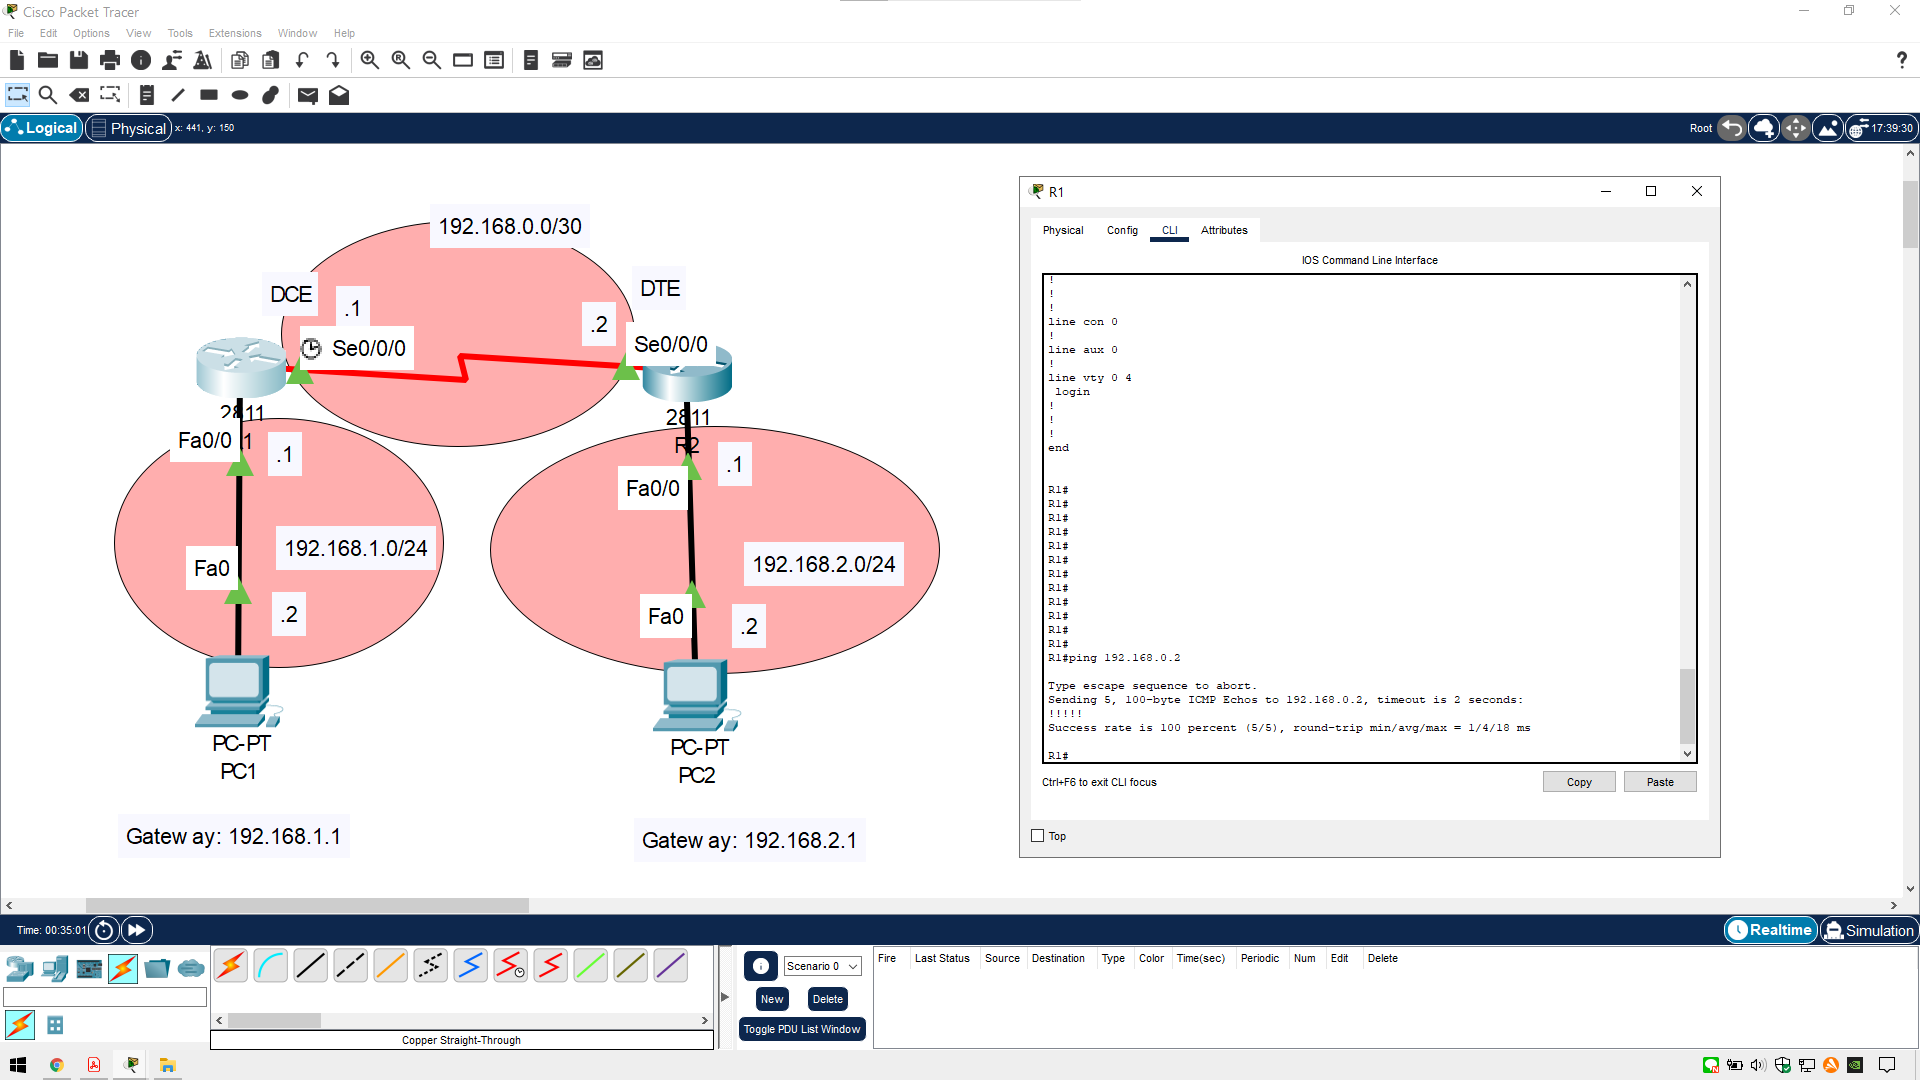 Cisco Packet Tracer
File Edit Options View Tools Extensions Window Help
Logical Physical x: 441, y: 150
Root 17:39:30
192.168.0.0/30
DCE
.1
Se0/0/0
DTE
.2
Se0/0/0
2811
Fa0/0
1
.1
192.168.1.0/24
Fa0
.2
PC-PT
PC1
Gatew ay: 192.168.1.1
2811
R2
.1
Fa0/0
192.168.2.0/24
Fa0
.2
PC-PT
PC2
Gatew ay: 192.168.2.1
R1
Physical Config CLI Attributes
IOS Command Line Interface
!
!
!
line con 0
!
line aux 0
!
line vty 0 4
login
!
!
!
end
R1#
R1#
R1#
R1#
R1#
R1#
R1#
R1#
R1#
R1#
R1#
R1#
R1#ping 192.168.0.2
Type escape sequence to abort.
Sending 5, 100-byte ICMP Echos to 192.168.0.2, timeout is 2 seconds:
!!!!!
Success rate is 100 percent (5/5), round-trip min/avg/max = 1/4/18 ms
R1#
Ctrl+F6 to exit CLI focus
Copy Paste
Top
Time: 00:35:01
Realtime Simulation
Scenario 0
New Delete
Toggle PDU List Window
Fire Last Status Source Destination Type Color Time(sec) Periodic Num Edit Delete
Copper Straight-Through